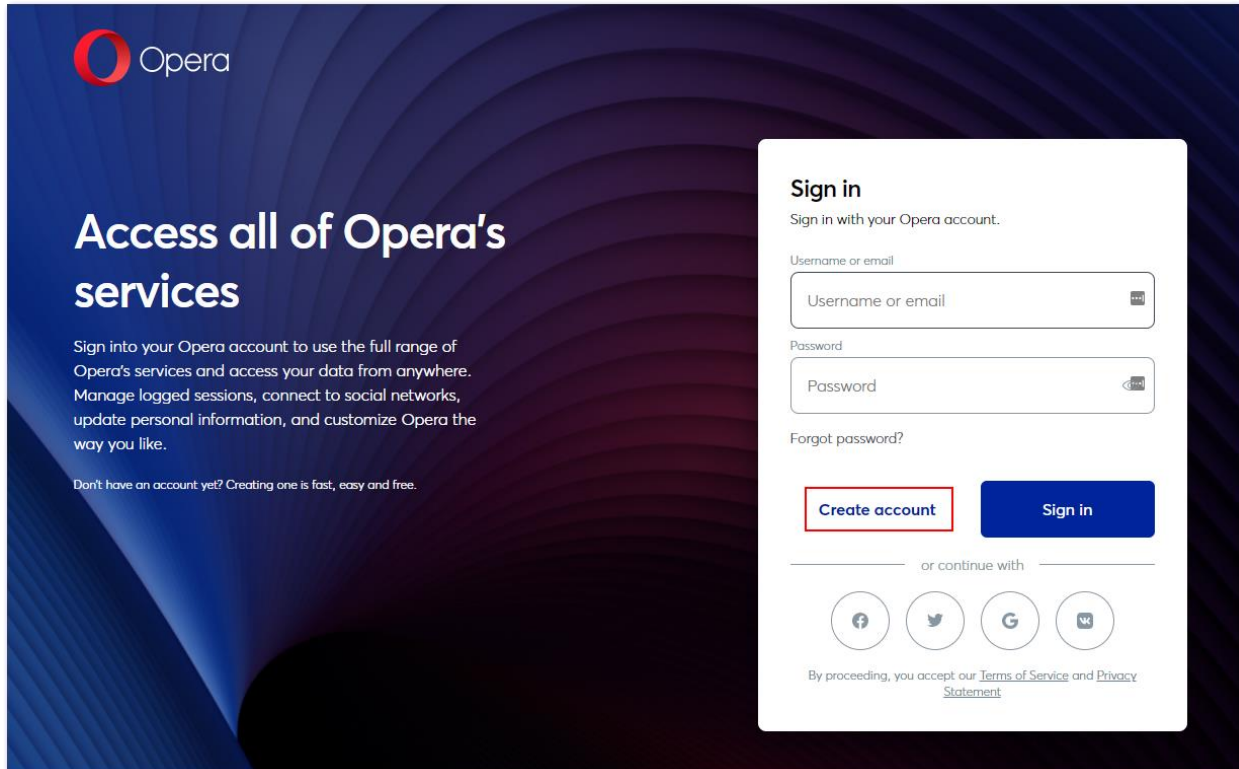 Opera
Access all of Opera's
services
Sign into your Opera account to use the full range of
Opera's services and access your data from anywhere.
Manage logged sessions, connect to social networks,
update personal information, and customize Opera the
way you like.
Don't have an account yet? Creating one is fast, easy and free.
Sign in
Sign in with your Opera account.
Username or email
Username or email
Password
Password
Forgot password?
Create account
Sign in
or continue with
By proceeding, you accept our Terms of Service and Privacy
Statement